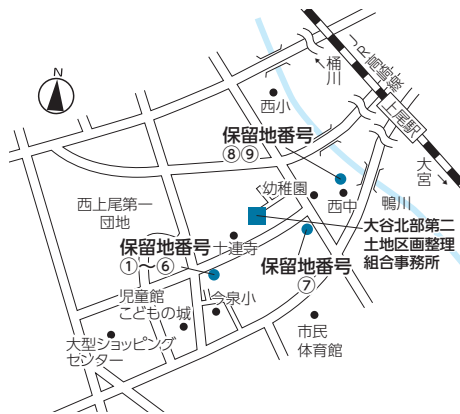 N
JR高崎線
桶川
上尾駅
大宮
西小
保留地番号
⑧⑨
幼稚園
西中
鴨川
西上尾第一
団地
大谷北部第二
土地区画整理
組合事務所
十連寺
保留地番号
①～⑥
保留地番号
⑦
児童館
こどもの城
今泉小
大型ショッピング
センター
市民
体育館